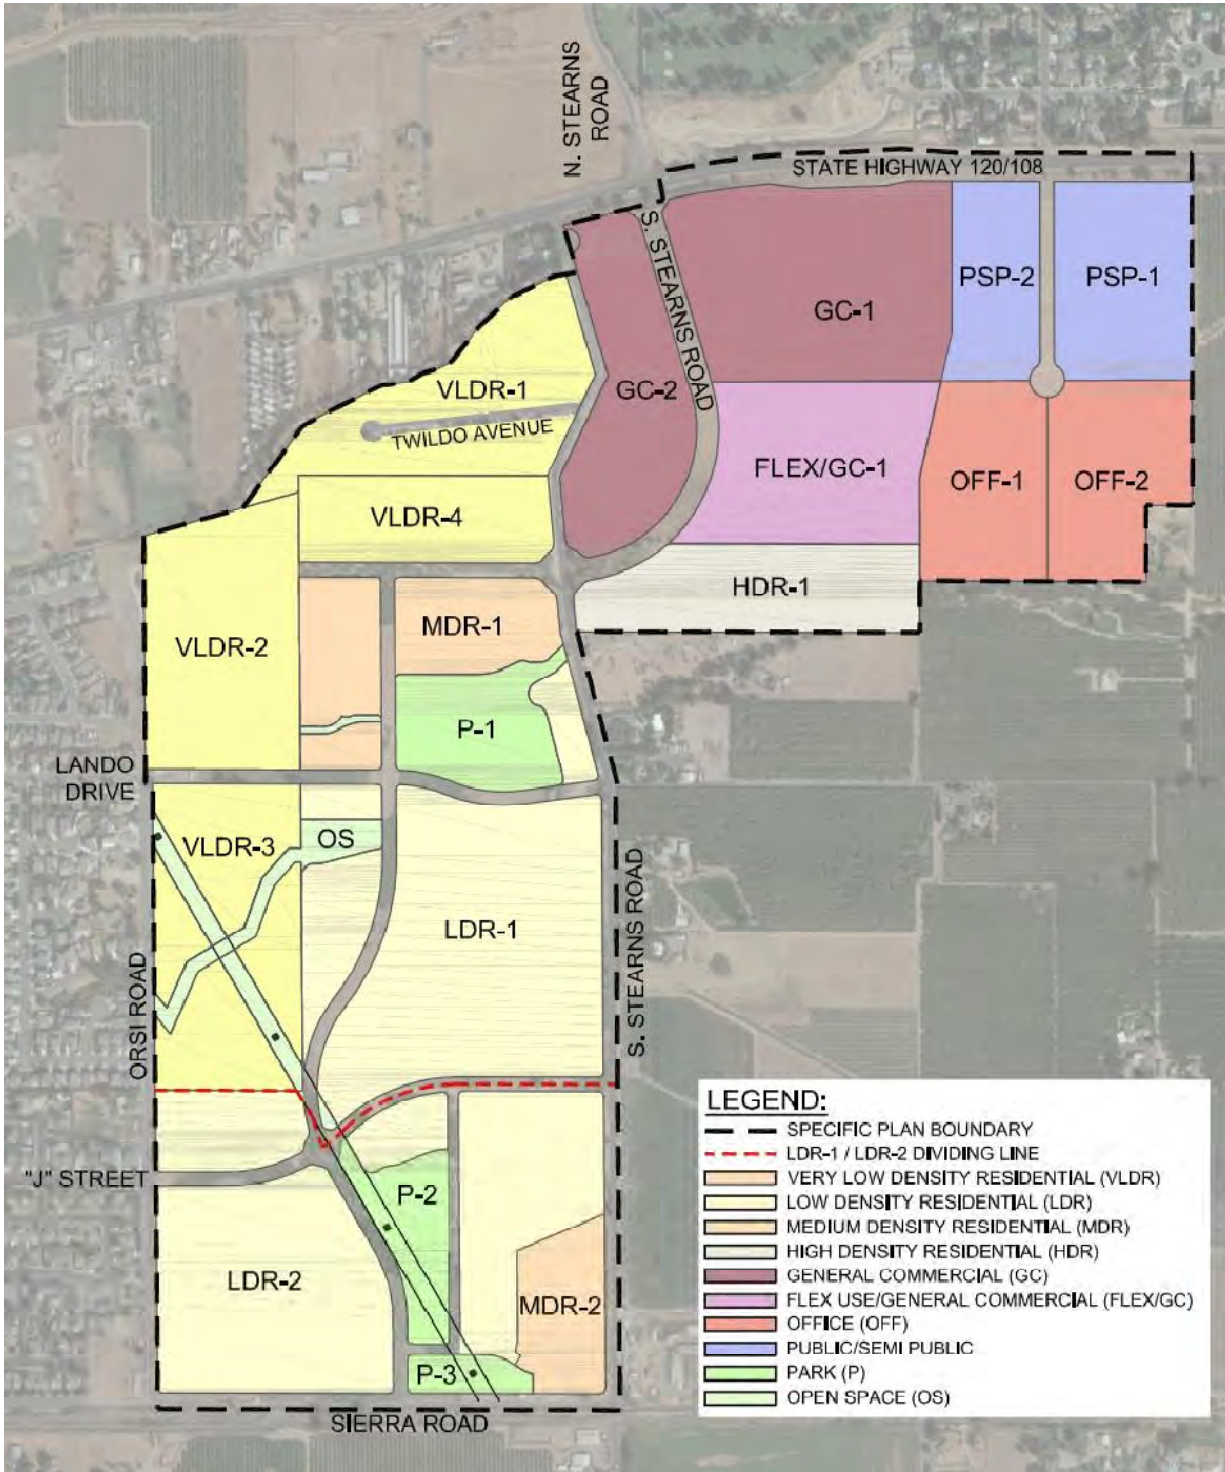 N. STEARNS
ROAD
STATE HIGHWAY 120/108
S. STEARNS ROAD
PSP-2
PSP-1
GC-1
GC-2
VLDR-1
TWILDO AVENUE
FLEX/GC-1
OFF-1
OFF-2
VLDR-4
HDR-1
MDR-1
VLDR-2
P-1
LANDO
DRIVE
VLDR-3
OS
LDR-1
S. STEARNS ROAD
ORSI ROAD
"J" STREET
P-2
LDR-2
MDR-2
P-3
SIERRA ROAD
LEGEND:
SPECIFIC PLAN BOUNDARY
LDR-1 / LDR-2 DIVIDING LINE
VERY LOW DENSITY RESIDENTIAL (VLDR)
LOW DENSITY RESIDENTIAL (LDR)
MEDIUM DENSITY RESIDENTIAL (MDR)
HIGH DENSITY RESIDENTIAL (HDR)
GENERAL COMMERCIAL (GC)
FLEX USE/GENERAL COMMERCIAL (FLEX/GC)
OFFICE (OFF)
PUBLIC/SEMI PUBLIC
PARK (P)
OPEN SPACE (OS)